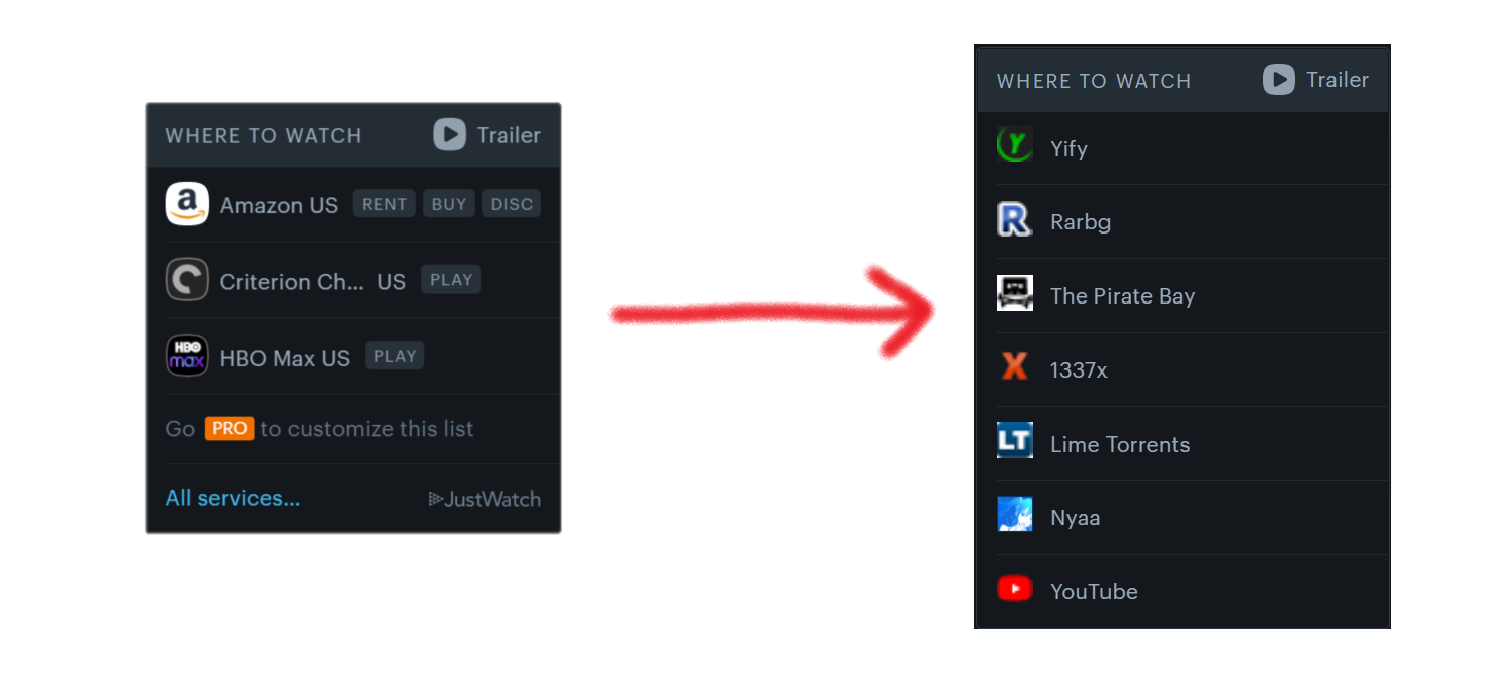 WHERE TO WATCH Trailer
a Amazon US RENT BUY DISC
Criterion Ch... US PLAY
HBO max HBO Max US PLAY
Go PRO to customize this list
All services... JustWatch
WHERE TO WATCH Trailer
Y Yify
R Rarbg
The Pirate Bay
X 1337x
LT Lime Torrents
Nyaa
YouTube